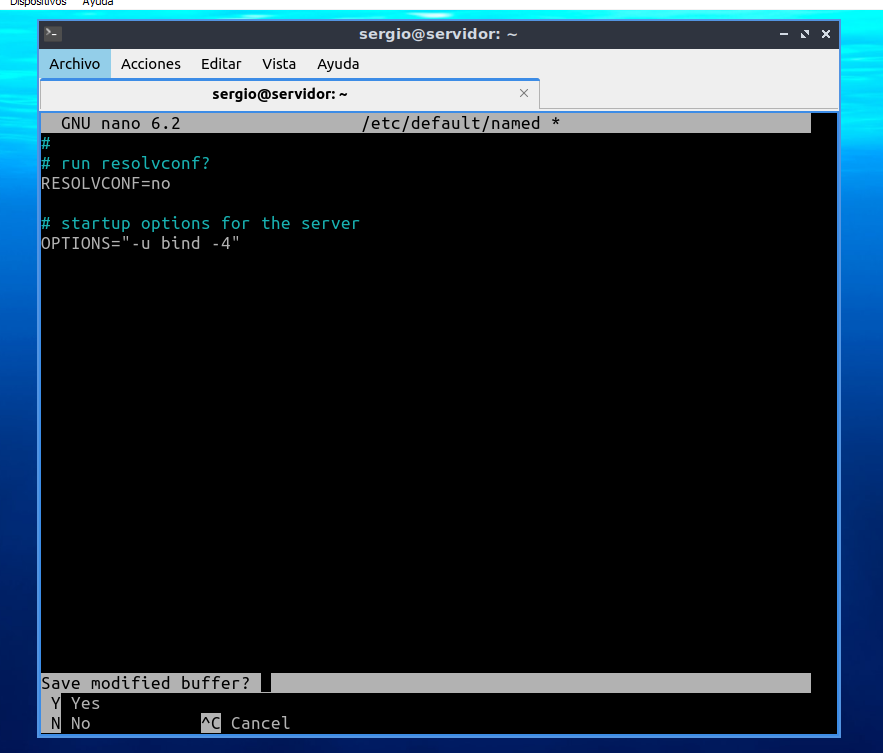 Dispositivos Ayuda
sergio@servidor: ~
Archivo Acciones Editar Vista Ayuda
sergio@servidor: ~
GNU nano 6.2 /etc/default/named *
#
# run resolvconf?
RESOLVCONF=no
# startup options for the server
OPTIONS="-u bind -4"
Save modified buffer?
Y Yes
N No ^C Cancel